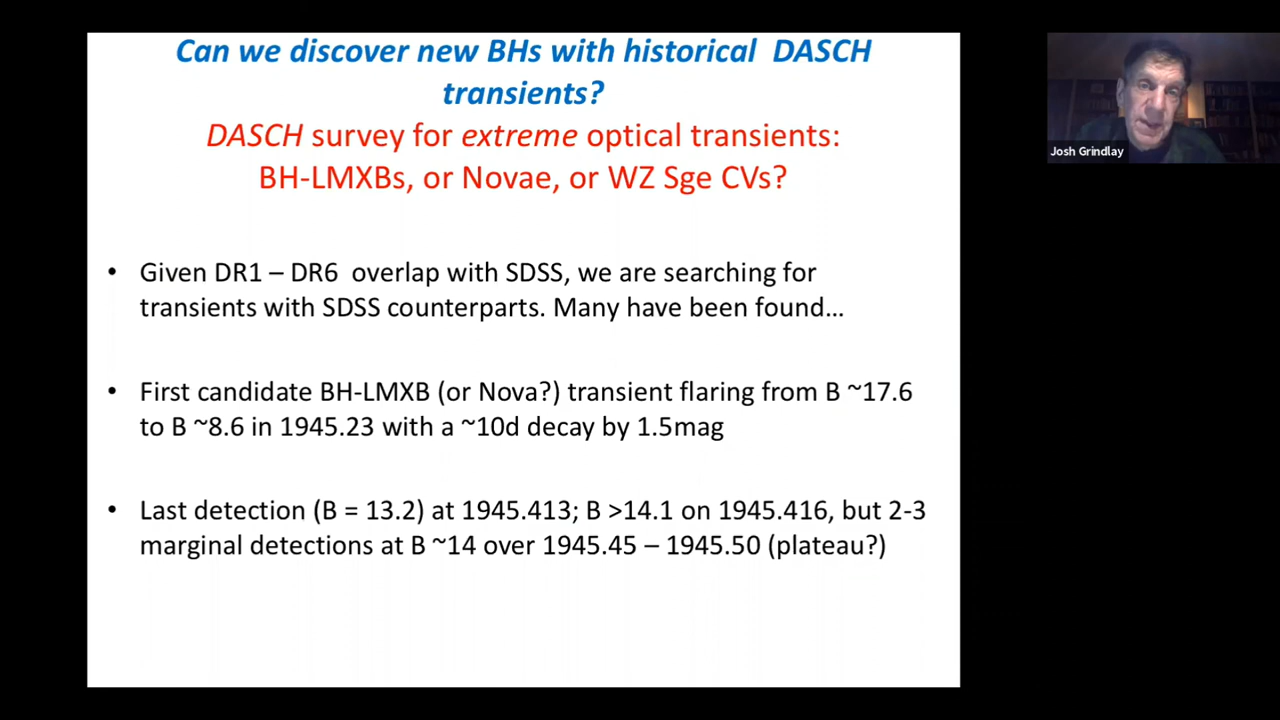 Can we discover new BHs with historical DASCH
transients?
DASCH survey for extreme optical transients:
BH-LMXBs, or Novae, or WZ Sge CVs?
• Given DR1 – DR6 overlap with SDSS, we are searching for
transients with SDSS counterparts. Many have been found…
• First candidate BH-LMXB (or Nova?) transient flaring from B ~17.6
to B ~8.6 in 1945.23 with a ~10d decay by 1.5mag
• Last detection (B = 13.2) at 1945.413; B >14.1 on 1945.416, but 2-3
marginal detections at B ~14 over 1945.45 – 1945.50 (plateau?)
Josh Grindlay